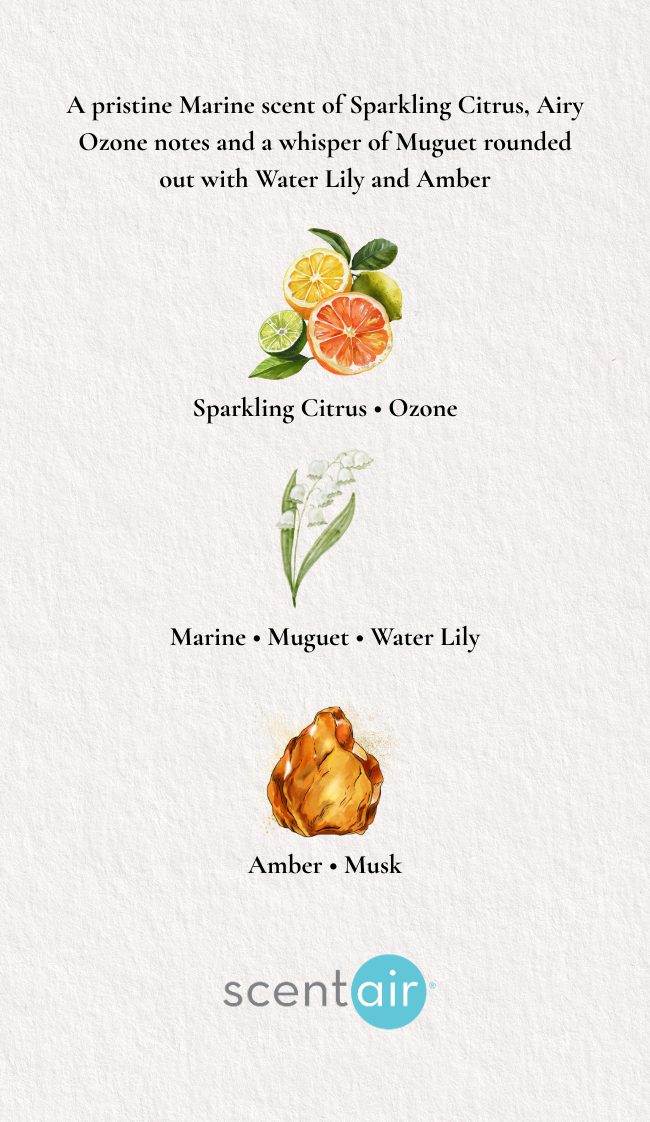 A pristine Marine scent of Sparkling Citrus, Airy
Ozone notes and a whisper of Muguet rounded
out with Water Lily and Amber
Sparkling Citrus • Ozone
Marine • Muguet • Water Lily
Amber • Musk
scentair®